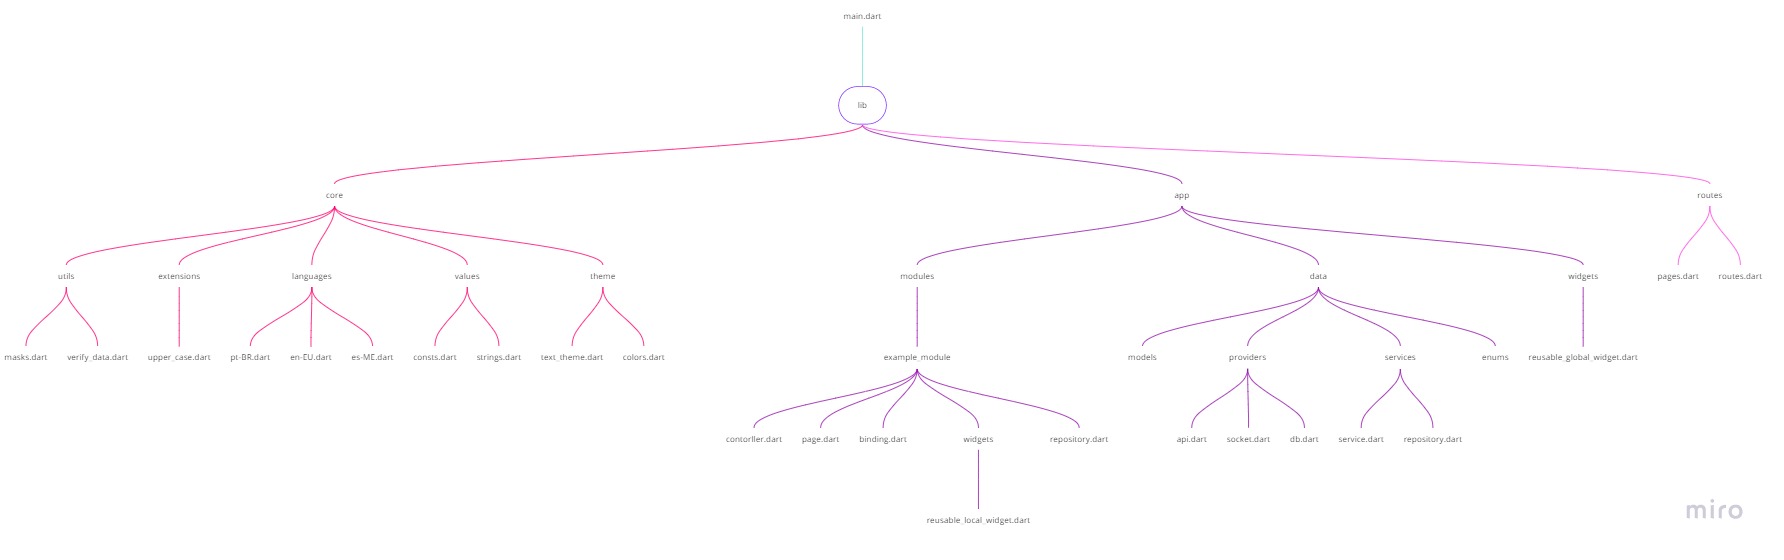 main.dart
lib
core
app
routes
utils
extensions
languages
values
theme
modules
data
widgets
pages.dart
routes.dart
masks.dart
verify_data.dart
upper_case.dart
pt-BR.dart
en-EU.dart
es-ME.dart
consts.dart
strings.dart
text_theme.dart
colors.dart
example_module
models
providers
services
enums
reusable_global_widget.dart
contorller.dart
page.dart
binding.dart
widgets
repository.dart
api.dart
socket.dart
db.dart
service.dart
repository.dart
reusable_local_widget.dart
miro